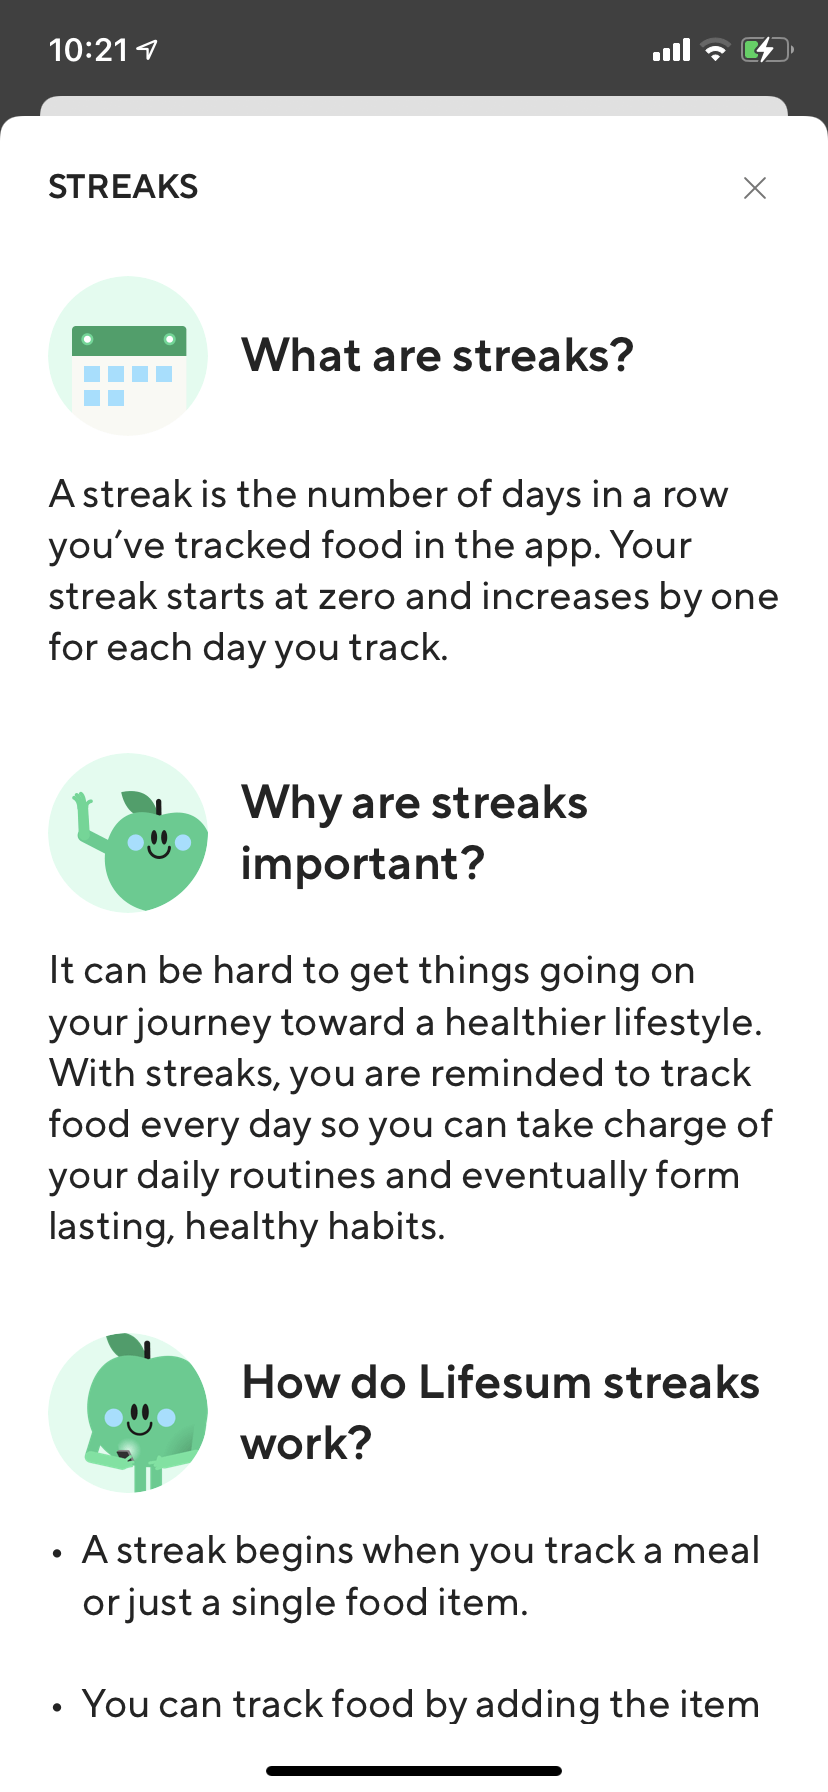 10:21
STREAKS
What are streaks?
A streak is the number of days in a row
you’ve tracked food in the app. Your
streak starts at zero and increases by one
for each day you track.
Why are streaks
important?
It can be hard to get things going on
your journey toward a healthier lifestyle.
With streaks, you are reminded to track
food every day so you can take charge of
your daily routines and eventually form
lasting, healthy habits.
How do Lifesum streaks
work?
• A streak begins when you track a meal
or just a single food item.
• You can track food by adding the item